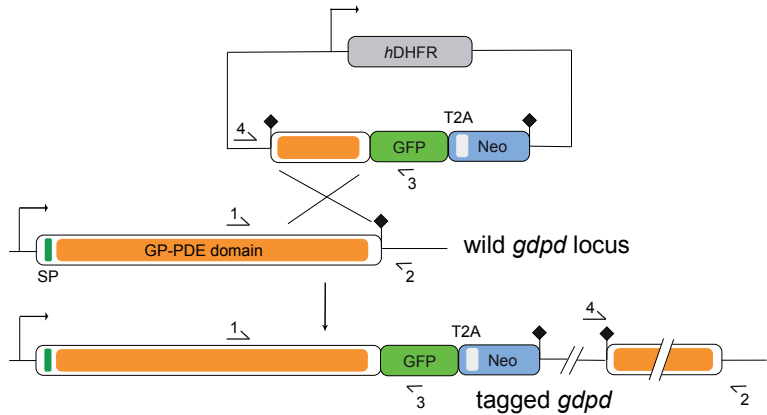 hDHFR
T2A
4
GFP
Neo
3
1
GP-PDE domain
wild gdpd locus
SP
2
T2A
4
1
GFP
Neo
3
tagged gdpd
2